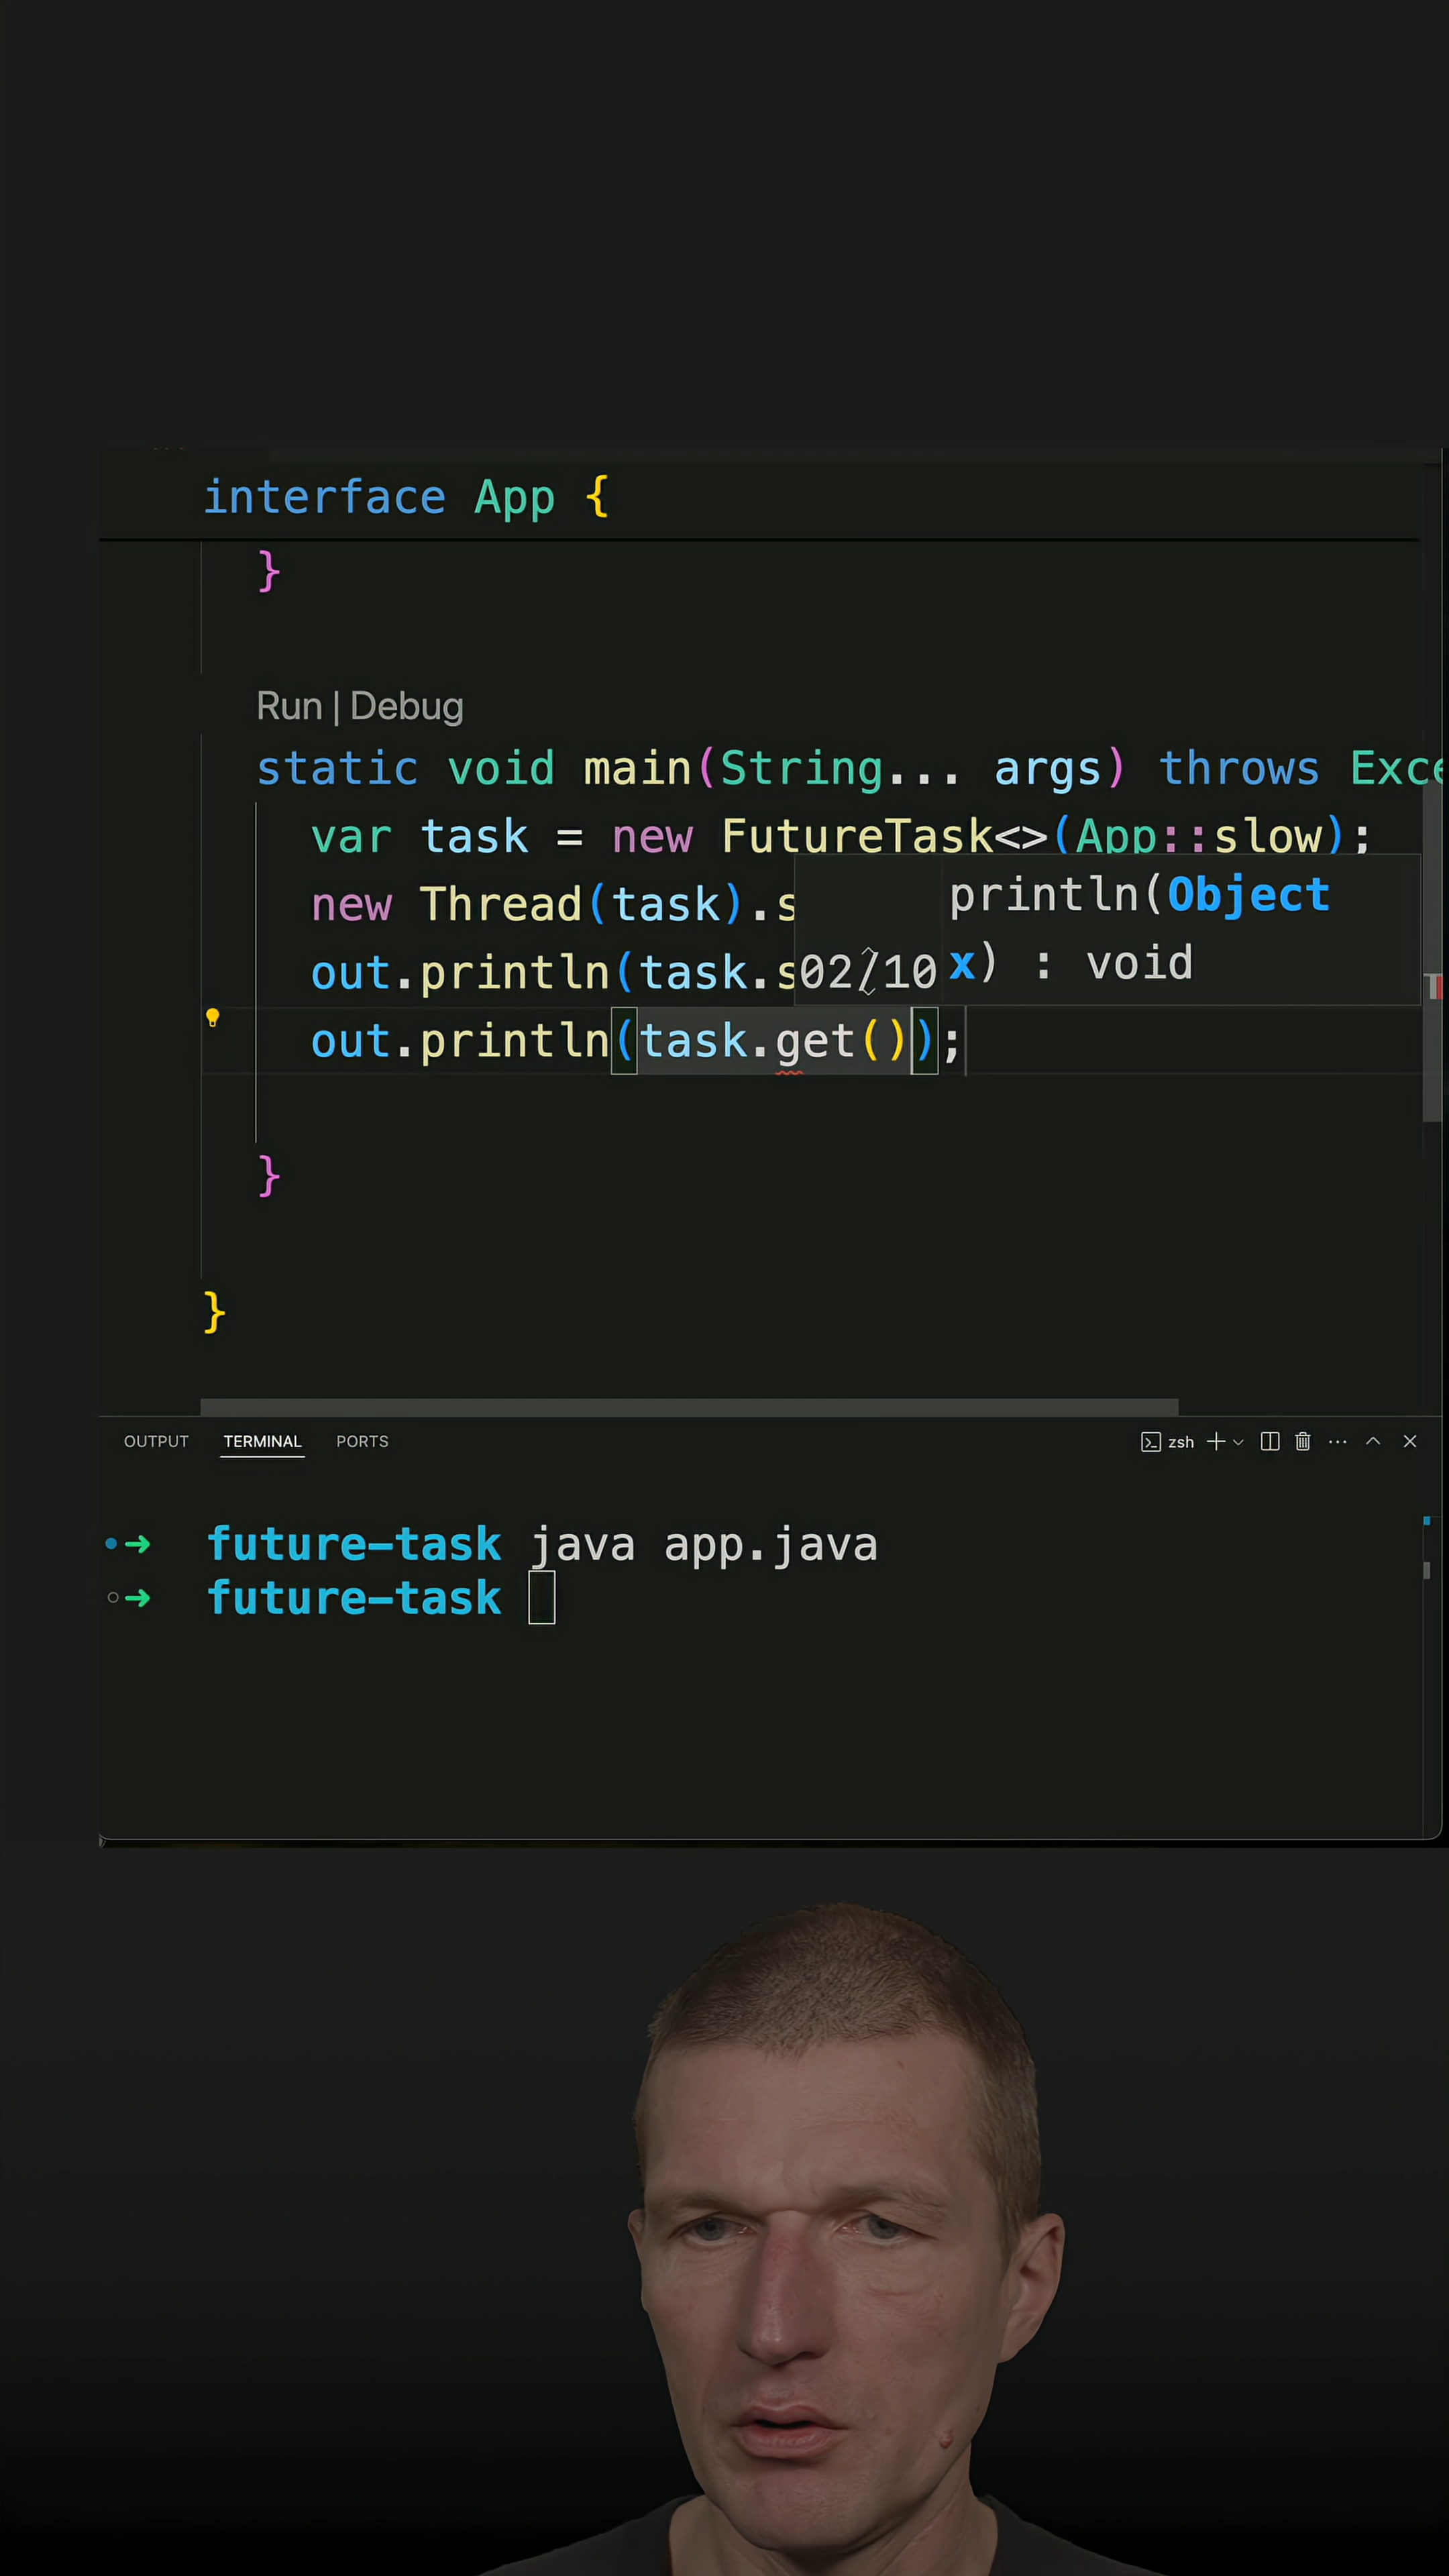 interface App {
}
Run | Debug
static void main(String... args) throws Exce
var task = new FutureTask<>(App::slow);
new Thread(task).s
println(Object
out.println(task.s
02/10
x) : void
out.println(task.get());
}
}
OUTPUT TERMINAL PORTS
zsh
future-task java app.java
future-task